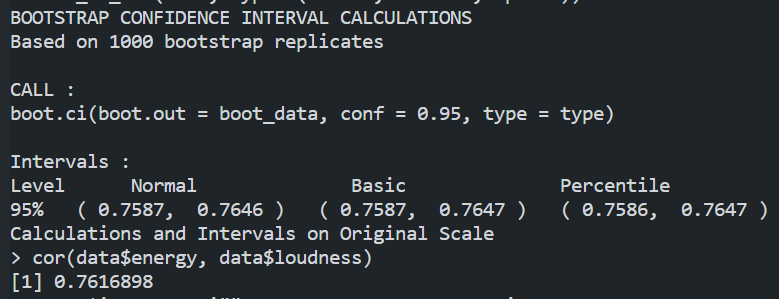 BOOTSTRAP CONFIDENCE INTERVAL CALCULATIONS
Based on 1000 bootstrap replicates
CALL :
boot.ci(boot.out = boot_data, conf = 0.95, type = type)
Intervals :
Level      Normal              Basic              Percentile
95%   ( 0.7587,  0.7646 )   ( 0.7587,  0.7647 )   ( 0.7586,  0.7647 )
Calculations and Intervals on Original Scale
> cor(data$energy, data$loudness)
[1] 0.7616898